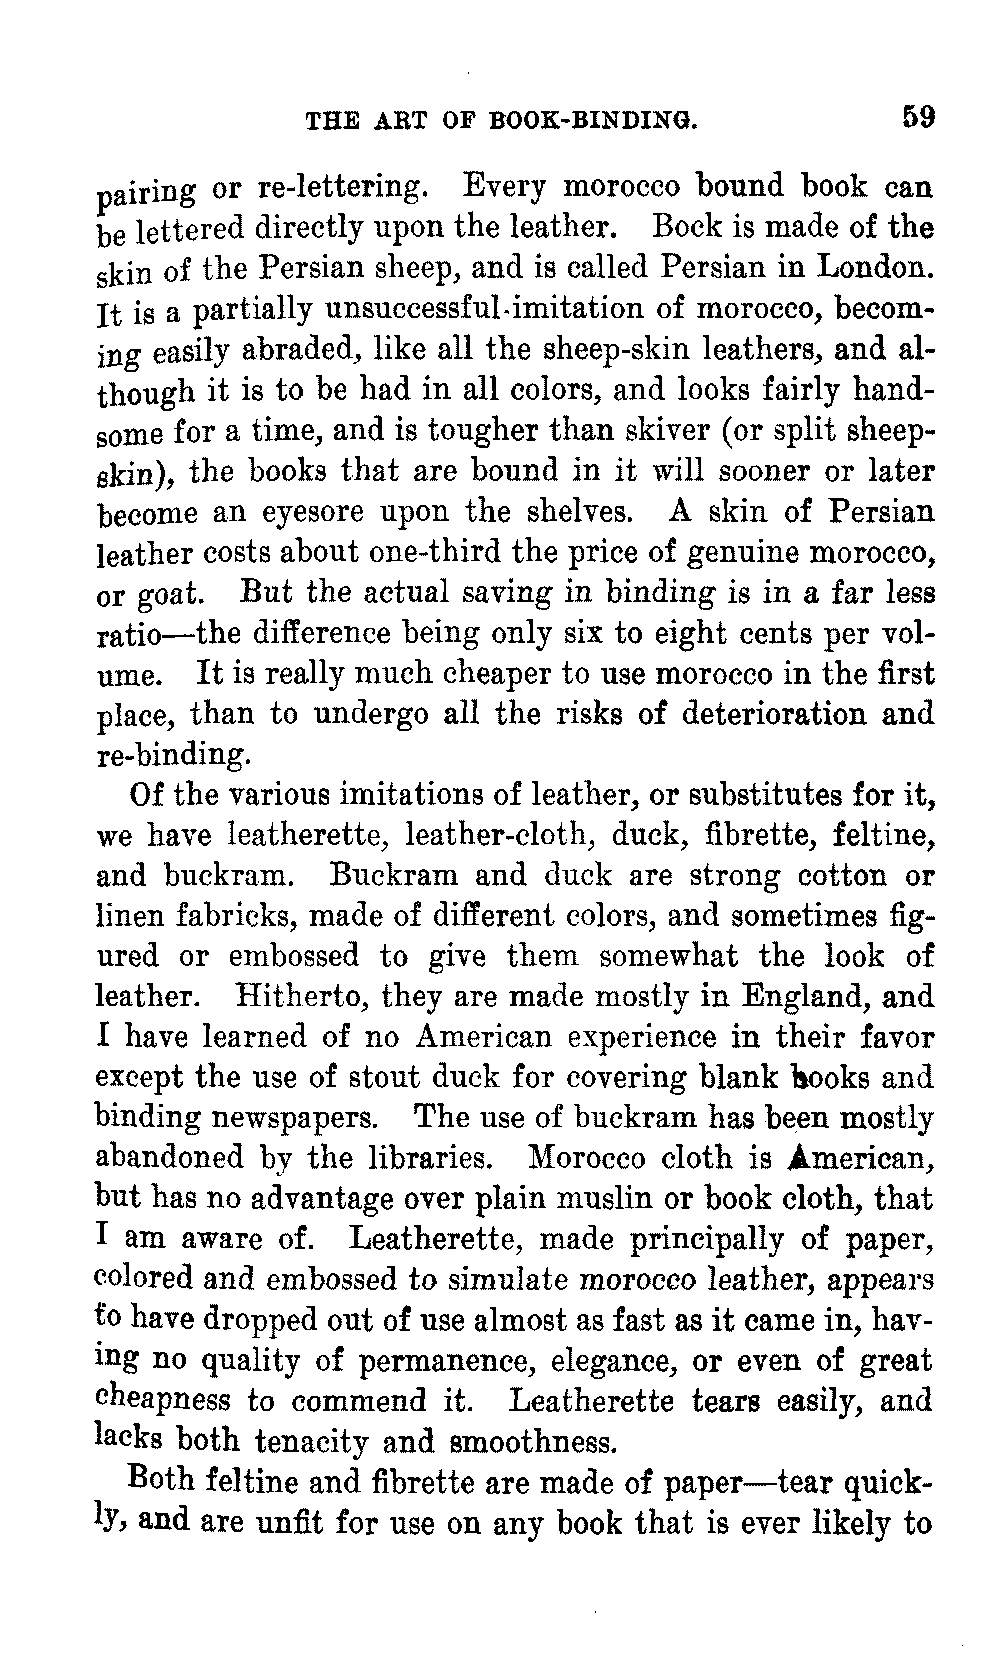 THE ART OF BOOK-BINDING. 59
pairing or re-lettering. Every morocco bound book can
be lettered directly upon the leather. Bock is made of the
skin of the Persian sheep, and is called Persian in London.
It is a partially unsuccessful imitation of morocco, becom-
ing easily abraded, like all the sheep-skin leathers, and al-
though it is to be had in all colors, and looks fairly hand-
some for a time, and is tougher than skiver (or split sheep-
skin), the books that are bound in it will sooner or later
become an eyesore upon the shelves. A skin of Persian
leather costs about one-third the price of genuine morocco,
or goat. But the actual saving in binding is in a far less
ratio—the difference being only six to eight cents per vol-
ume. It is really much cheaper to use morocco in the first
place, than to undergo all the risks of deterioration and
re-binding.
Of the various imitations of leather, or substitutes for it,
we have leatherette, leather-cloth, duck, fibrette, feltine,
and buckram. Buckram and duck are strong cotton or
linen fabricks, made of different colors, and sometimes fig-
ured or embossed to give them somewhat the look of
leather. Hitherto, they are made mostly in England, and
I have learned of no American experience in their favor
except the use of stout duck for covering blank books and
binding newspapers. The use of buckram has been mostly
abandoned by the libraries. Morocco cloth is American,
but has no advantage over plain muslin or book cloth, that
I am aware of. Leatherette, made principally of paper,
colored and embossed to simulate morocco leather, appears
to have dropped out of use almost as fast as it came in, hav-
ing no quality of permanence, elegance, or even of great
cheapness to commend it. Leatherette tears easily, and
lacks both tenacity and smoothness.
Both feltine and fibrette are made of paper—tear quick-
ly, and are unfit for use on any book that is ever likely to